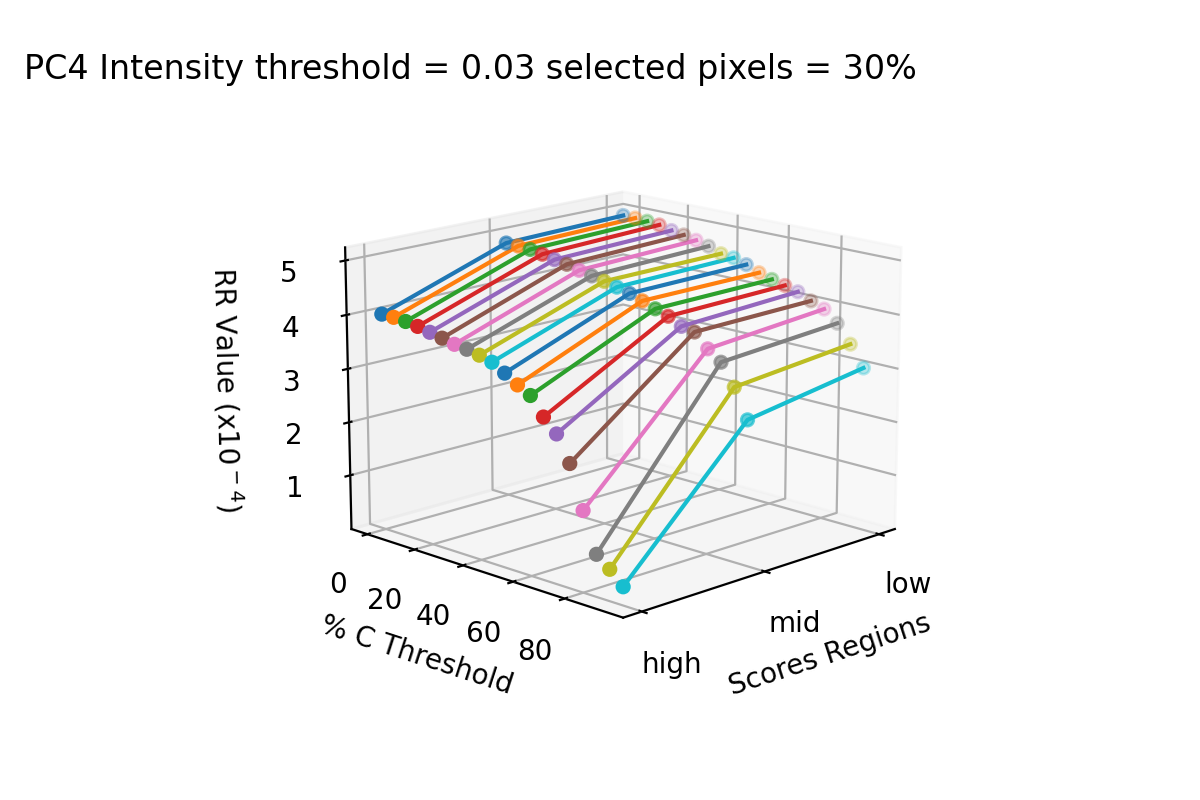 PC4 Intensity threshold = 0.03 selected pixels = 30%
5
4
3
2
1
RR Value (x10⁻⁴)
0
20
40
60
80
% C Threshold
low
mid
high
Scores Regions